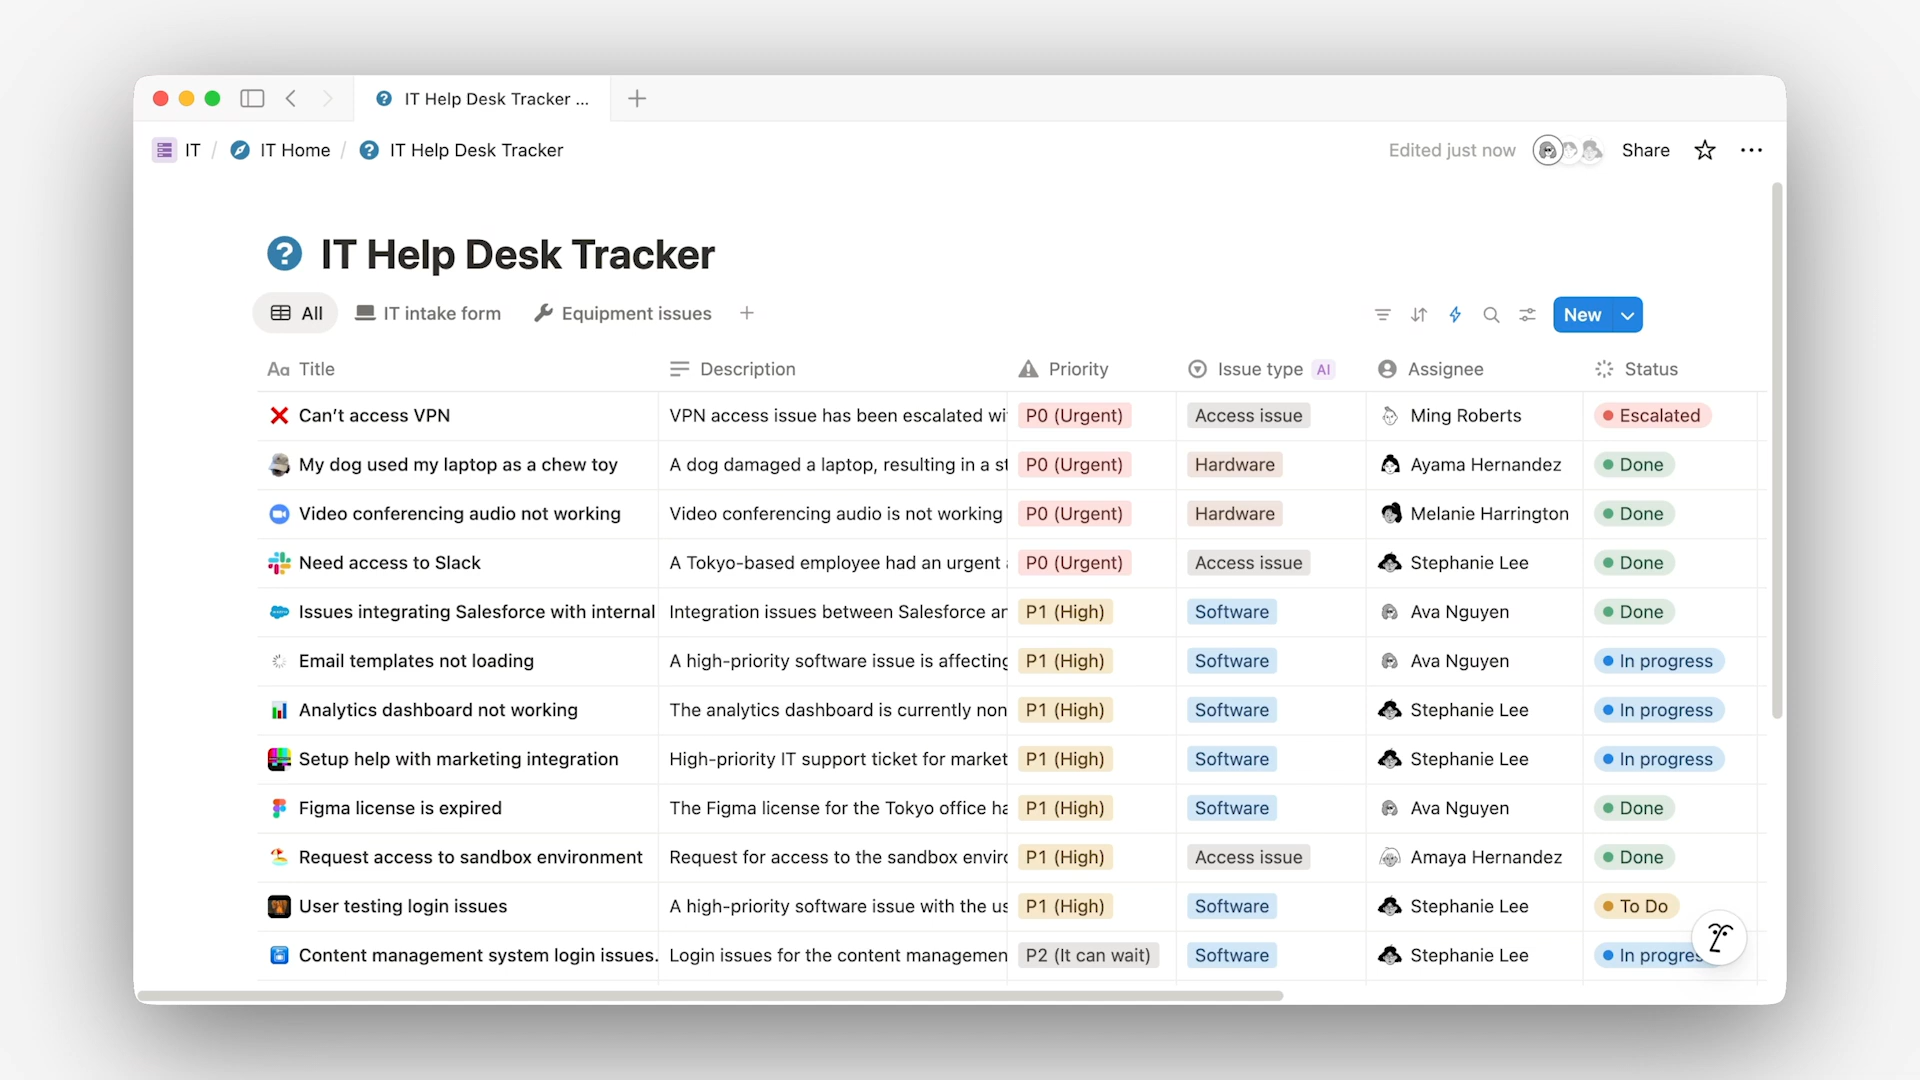 IT Help Desk Tracker ...
IT / IT Home / IT Help Desk Tracker
Edited just now Share
IT Help Desk Tracker
All IT intake form Equipment issues New
Aa Title Description Priority Issue type AI Assignee Status
Can’t access VPN VPN access issue has been escalated wi P0 (Urgent) Access issue Ming Roberts Escalated
My dog used my laptop as a chew toy A dog damaged a laptop, resulting in a st P0 (Urgent) Hardware Ayama Hernandez Done
Video conferencing audio not working Video conferencing audio is not working P0 (Urgent) Hardware Melanie Harrington Done
Need access to Slack A Tokyo-based employee had an urgent P0 (Urgent) Access issue Stephanie Lee Done
Issues integrating Salesforce with internal Integration issues between Salesforce ar P1 (High) Software Ava Nguyen Done
Email templates not loading A high-priority software issue is affecting P1 (High) Software Ava Nguyen In progress
Analytics dashboard not working The analytics dashboard is currently non P1 (High) Software Stephanie Lee In progress
Setup help with marketing integration High-priority IT support ticket for market P1 (High) Software Stephanie Lee In progress
Figma license is expired The Figma license for the Tokyo office ha P1 (High) Software Ava Nguyen Done
Request access to sandbox environment Request for access to the sandbox envirc P1 (High) Access issue Amaya Hernandez Done
User testing login issues A high-priority software issue with the us P1 (High) Software Stephanie Lee To Do
Content management system login issues. Login issues for the content managemen P2 (It can wait) Software Stephanie Lee In progres